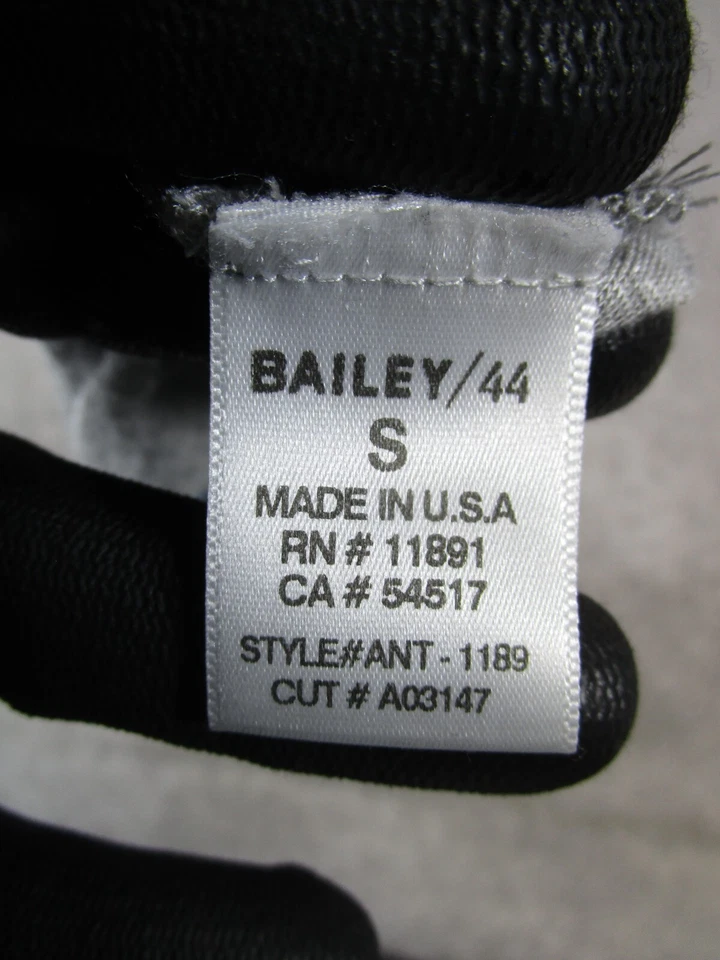 BAILEY/44
S
MADE IN U.S.A
RN # 11891
CA # 54517
STYLE#ANT - 1189
CUT # A03147